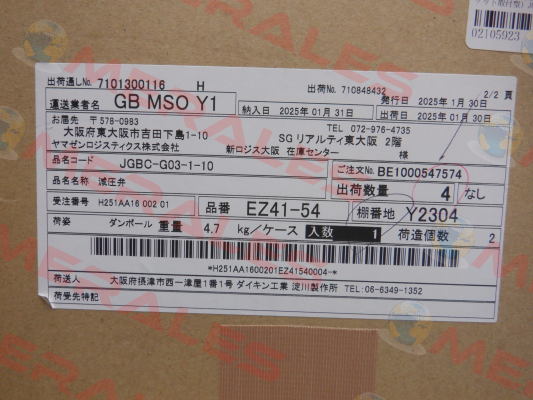 ケット取付型) J
02105923
出荷通しNo. 7101300116 H 出荷No. 710848432 2/2 頁
運送業者名 GB MSO Y1 納入日 2025年01月31日 発行日 2025年 1月30日
出荷日 2025年 01月 30日
お届先 〒578-0983 TEL 072-976-4735
大阪府東大阪市吉田下島1-10 SG リアルティ東大阪 2階
ヤマゼンロジスティクス株式会社 新ロジス大阪 在庫センター 様
品名コード JGBC-G03-1-10 ご注文No. BE1000547574
品名 減圧弁 出荷数量 4 なし
受注番号 H251AA16 002 01 品番 EZ41-54 棚番地 Y2304
荷姿 ダンボール 重量 4.7 kg/ケース 入数 1 荷造個数 2
*H251AA1600201EZ41540004-*
荷送人 大阪府摂津市西一津屋1番1号 ダイキン工業 淀川製作所 TEL:06-6349-1352
荷受先特記
MERALES